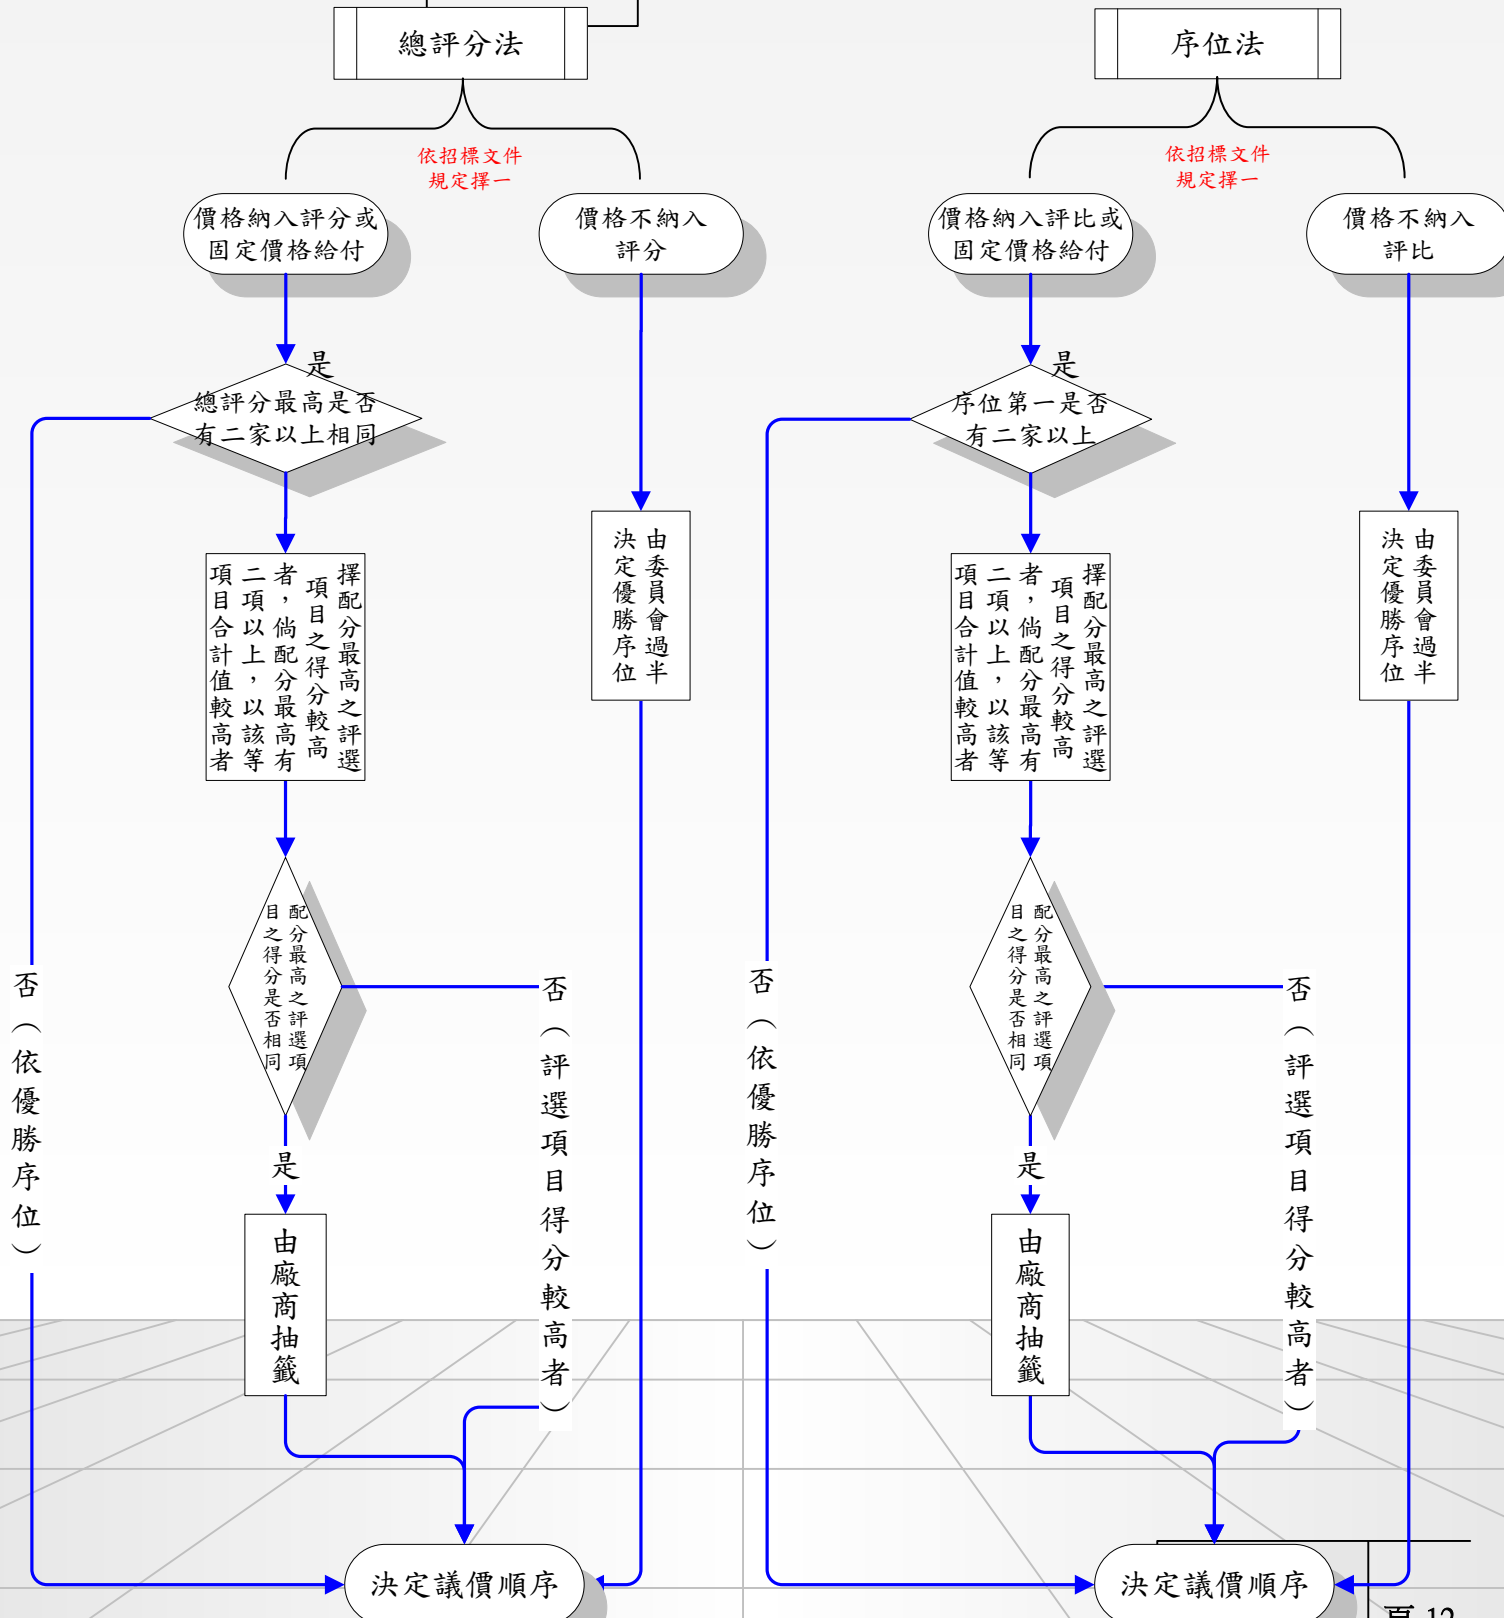 總評分法
依招標文件
規定擇一
價格納入評分或
固定價格給付
價格不納入
評分
是
總評分最高是否
有二家以上相同
擇配分最高之評選
項目之得分較高
者，倘配分最高有
二項以上，以該等
項目合計值較高者
由委員會過半
決定優勝序位
配分最高之評選項
目之得分是否相同
否（依優勝序位）
否（評選項目得分較高者）
是
由廠商抽籤
決定議價順序
序位法
依招標文件
規定擇一
價格納入評比或
固定價格給付
價格不納入
評比
是
序位第一是否
有二家以上
擇配分最高之評選
項目之得分較高
者，倘配分最高有
二項以上，以該等
項目合計值較高者
由委員會過半
決定優勝序位
配分最高之評選項
目之得分是否相同
否（依優勝序位）
否（評選項目得分較高者）
是
由廠商抽籤
決定議價順序
頁 12